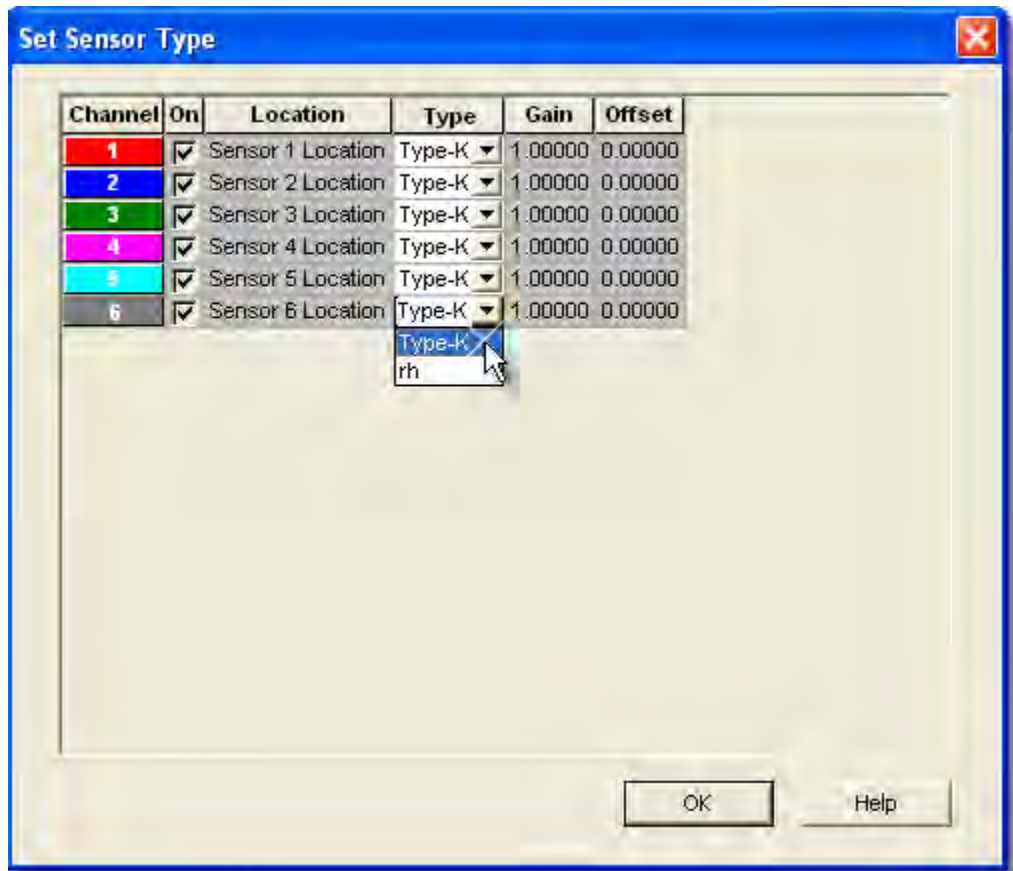 Set Sensor Type
Channel On Location Type Gain Offset
1 Sensor 1 Location Type-K 1.00000 0.00000
2 Sensor 2 Location Type-K 1.00000 0.00000
3 Sensor 3 Location Type-K 1.00000 0.00000
4 Sensor 4 Location Type-K 1.00000 0.00000
5 Sensor 5 Location Type-K 1.00000 0.00000
6 Sensor 6 Location Type-K 1.00000 0.00000
Type-K
rh
OK Help